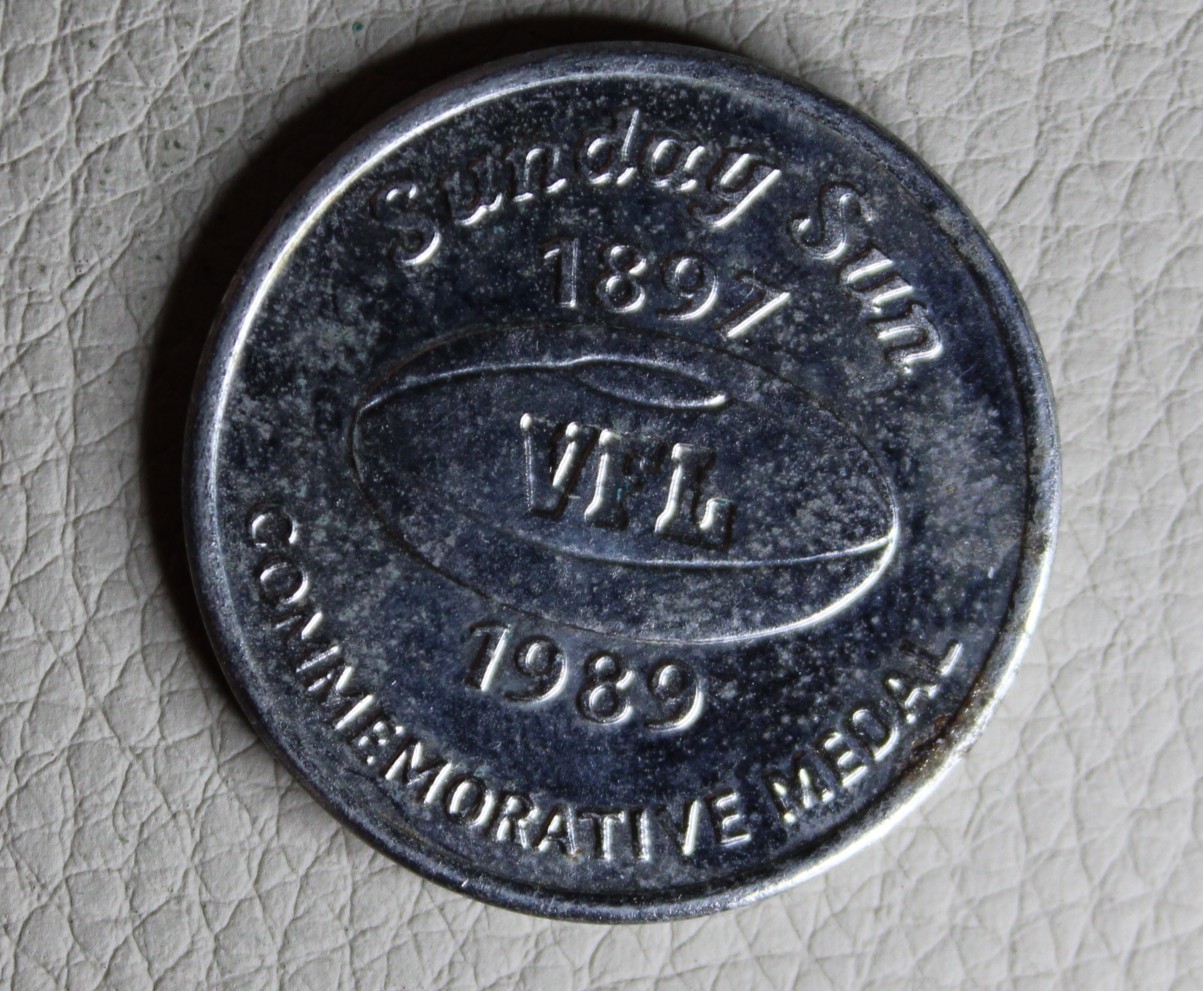 Sunday Sun
1897
VFL
1989
COMMEMORATIVE MEDAL